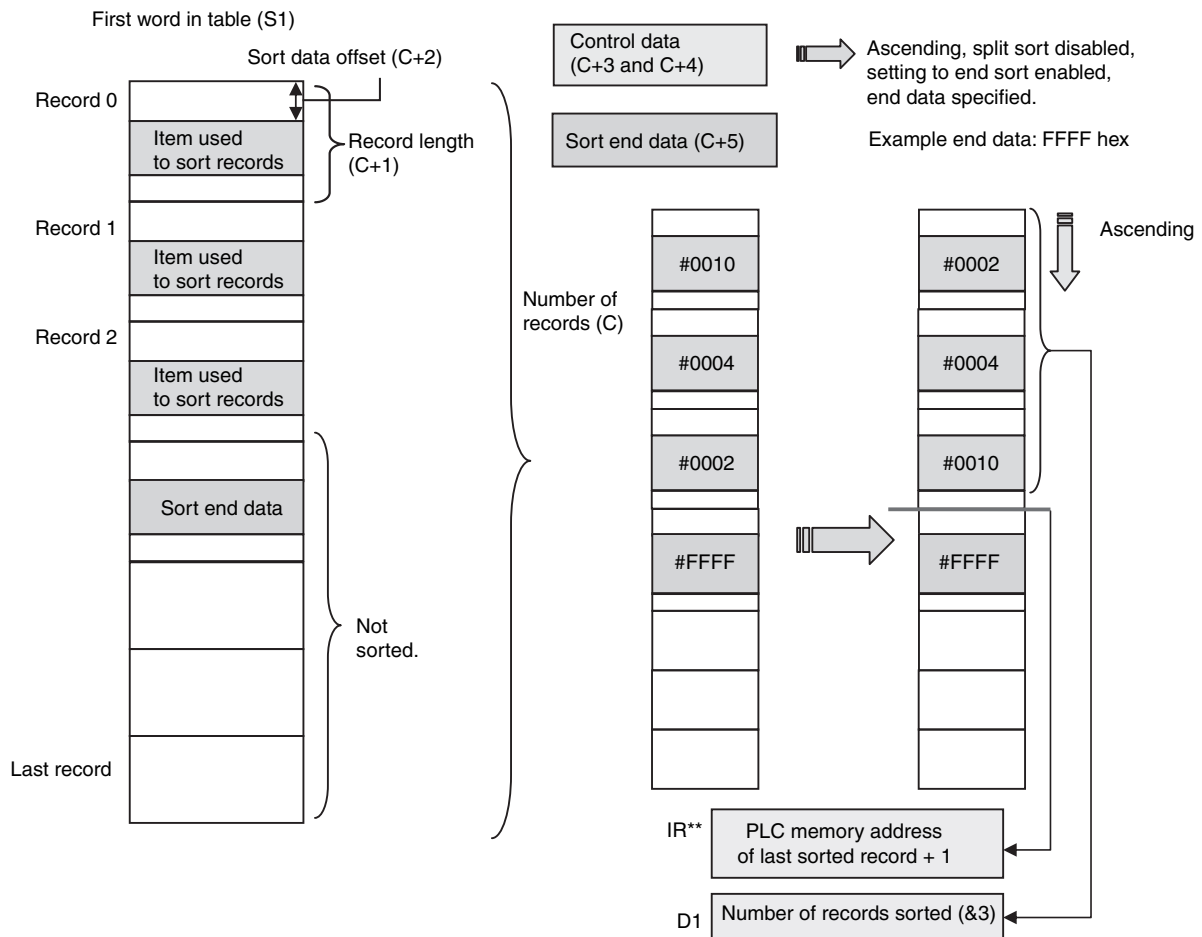 First word in table (S1)
Sort data offset (C+2)
Record 0
Item used
to sort records
Record length
(C+1)
Record 1
Item used
to sort records
Record 2
Item used
to sort records
Sort end data
Not
sorted.
Last record
Number of
records (C)
Control data
(C+3 and C+4)
Ascending, split sort disabled,
setting to end sort enabled,
end data specified.
Sort end data (C+5)
Example end data: FFFF hex
#0010
#0004
#0002
#FFFF
#0002
#0004
#0010
#FFFF
Ascending
IR**
PLC memory address
of last sorted record + 1
D1
Number of records sorted (&3)